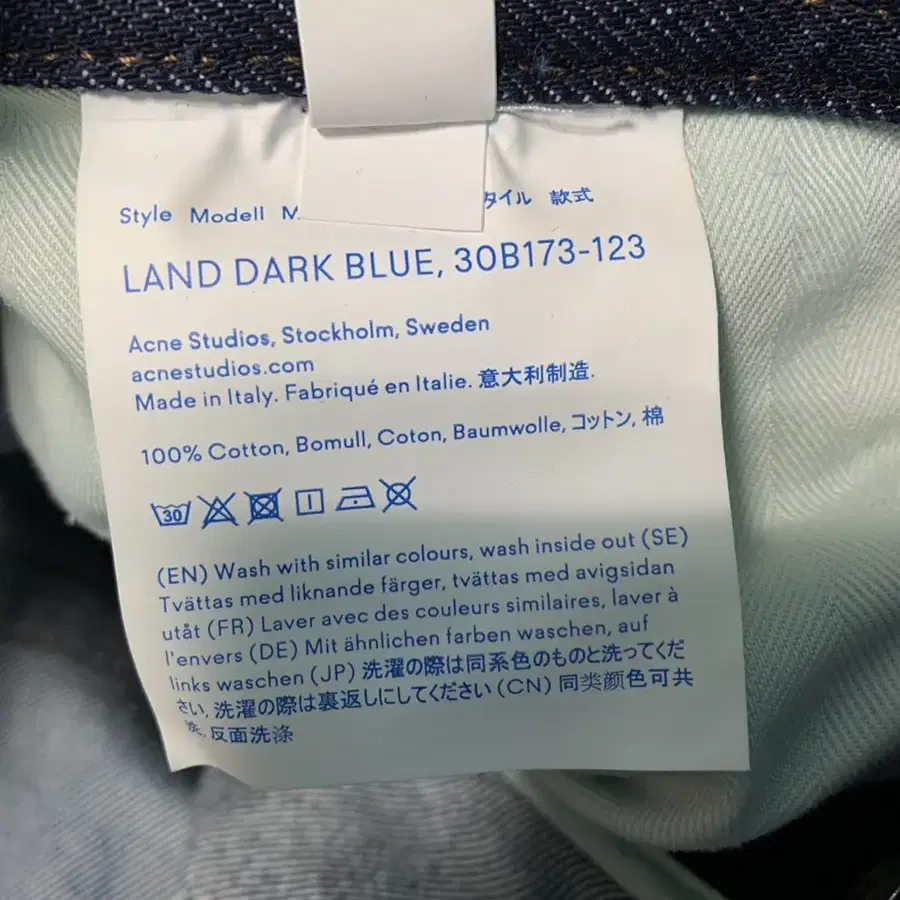 Style Modell タイル 款式
LAND DARK BLUE, 30B173-123
Acne Studios, Stockholm, Sweden
acnestudios.com
Made in Italy. Fabriqué en Italie. 意大利制造.
100% Cotton, Bomull, Coton, Baumwolle, コットン, 棉
30
(EN) Wash with similar colours, wash inside out (SE)
Tvättas med liknande färger, tvättas med avigsidan
utåt (FR) Laver avec des couleurs similaires, laver à
l'envers (DE) Mit ähnlichen farben waschen, auf
links waschen (JP) 洗濯の際は同系色のものと洗ってくだ
さい, 洗濯の際は裏返しにしてください (CN) 同类颜色可共
洗, 反面洗涤